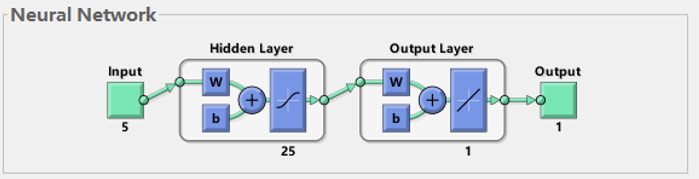 Neural Network
Hidden Layer
Output Layer
Input
Output
W
b
+
W
b
+
5
25
1
1